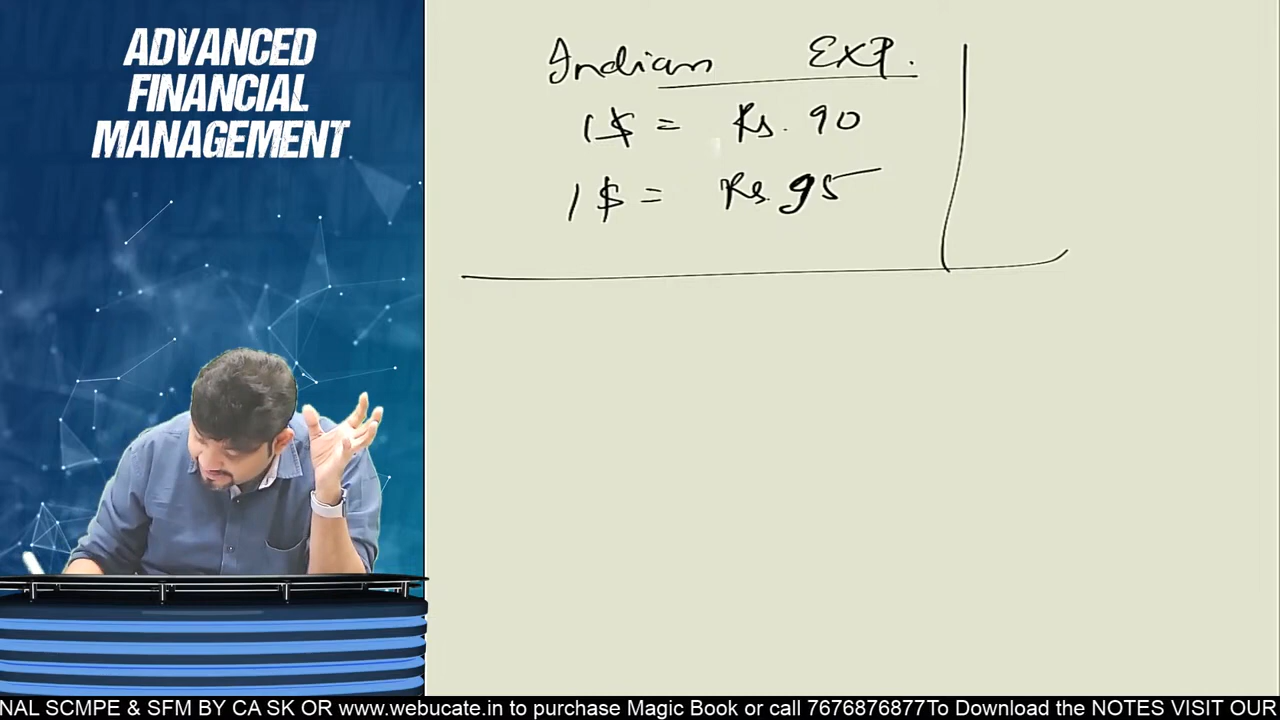 ADVANCED
FINANCIAL
MANAGEMENT
Indian EXP.
1$ = Rs. 90
1$ = Rs. 95
NAL SCMPE & SFM BY CA SK OR www.webucate.in to purchase Magic Book or call 7676876877To Download the NOTES VISIT OUR